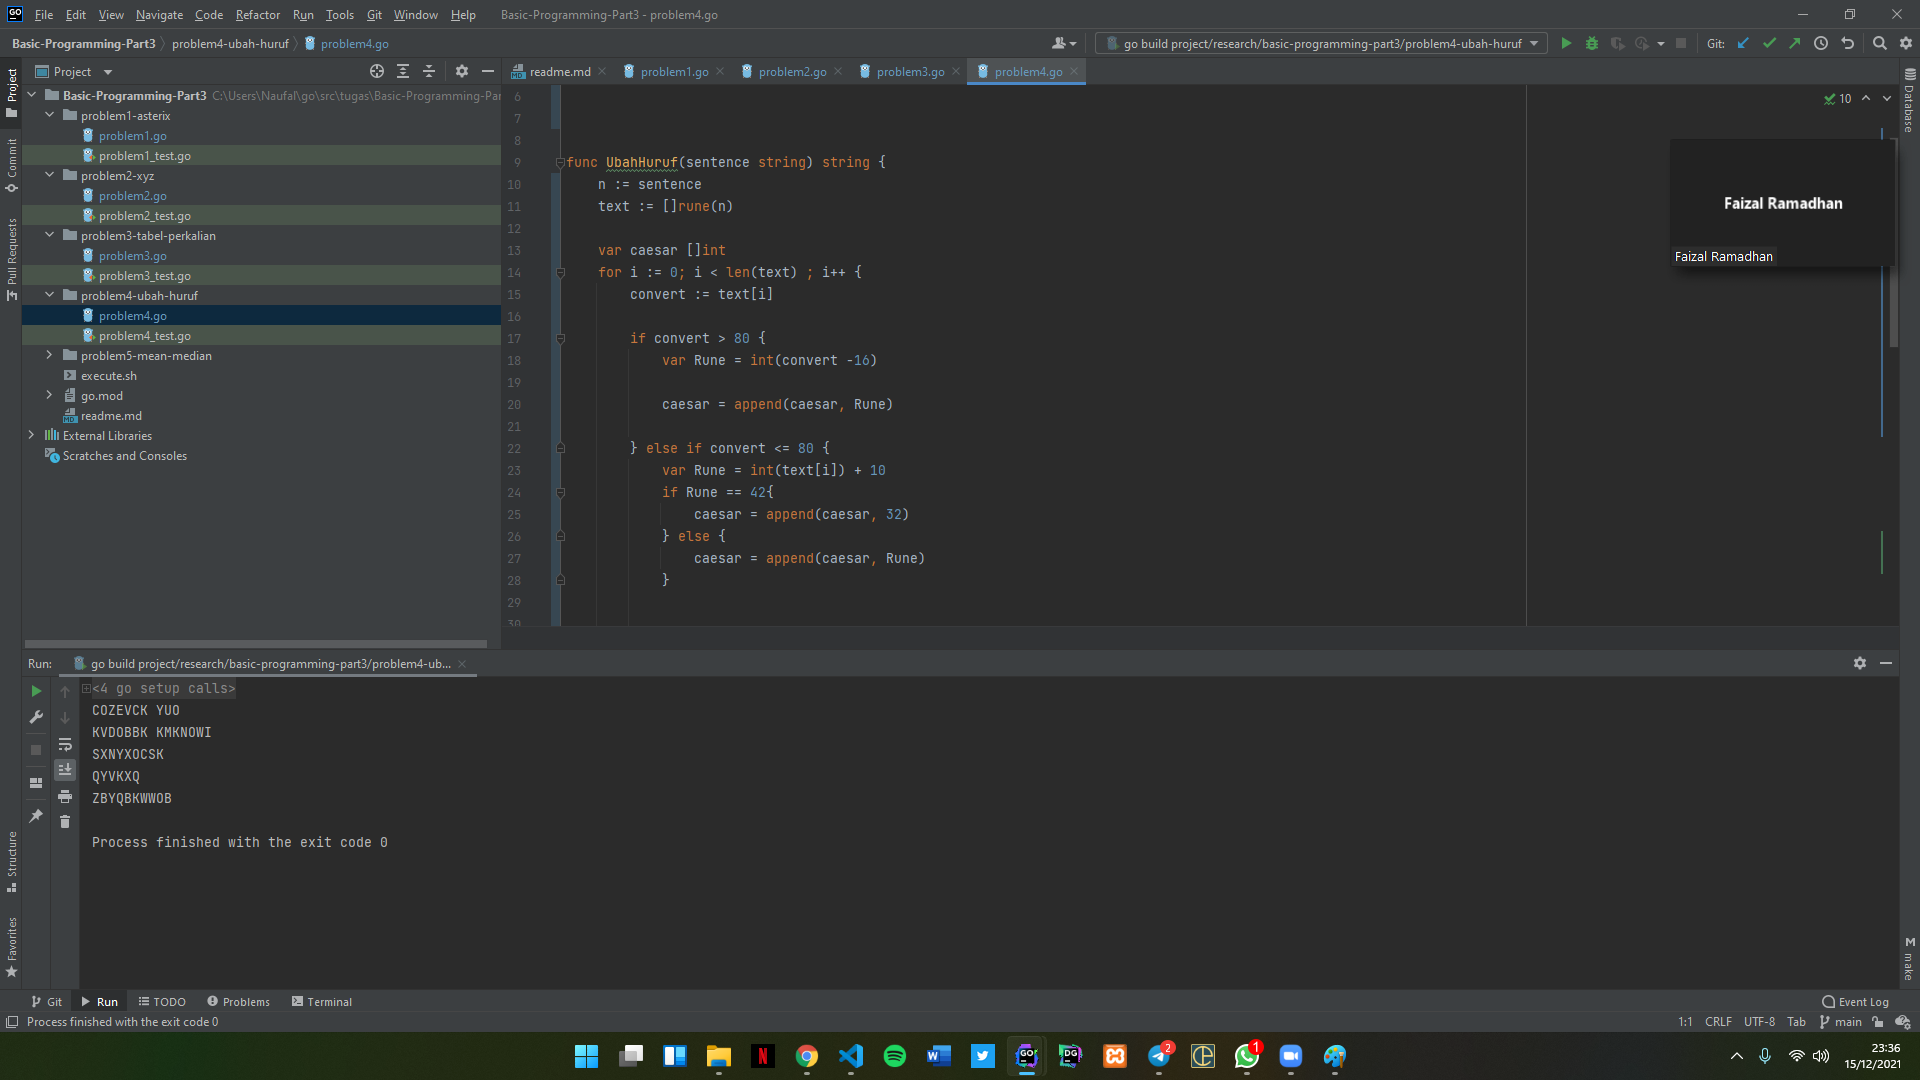 File Edit View Navigate Code Refactor Run Tools Git Window Help Basic-Programming-Part3 - problem4.go
Basic-Programming-Part3 problem4-ubah-huruf problem4.go
go build project/research/basic-programming-part3/problem4-ubah-huruf
Git:
Project
readme.md problem1.go problem2.go problem3.go problem4.go
Basic-Programming-Part3 C:\Users\Naufal\go\src\tugas\Basic-Programming-Par
problem1-asterix
problem1.go
problem1_test.go
problem2-xyz
problem2.go
problem2_test.go
problem3-tabel-perkalian
problem3.go
problem3_test.go
problem4-ubah-huruf
problem4.go
problem4_test.go
problem5-mean-median
execute.sh
go.mod
readme.md
External Libraries
Scratches and Consoles
Project
Commit
Pull Requests
Structure
Favorites
6
7
8
9 func UbahHuruf(sentence string) string {
10 n := sentence
11 text := []rune(n)
12
13 var caesar []int
14 for i := 0; i < len(text) ; i++ {
15 convert := text[i]
16
17 if convert > 80 {
18 var Rune = int(convert -16)
19
20 caesar = append(caesar, Rune)
21
22 } else if convert <= 80 {
23 var Rune = int(text[i]) + 10
24 if Rune == 42{
25 caesar = append(caesar, 32)
26 } else {
27 caesar = append(caesar, Rune)
28 }
29
30
10
Database
make
Faizal Ramadhan
Faizal Ramadhan
Run: go build project/research/basic-programming-part3/problem4-ub...
<4 go setup calls>
COZEVCK YUO
KVDOBBK KMKNOWI
SXNYXOCSK
QYVKXQ
ZBYQBKWWOB
Process finished with the exit code 0
Git Run TODO Problems Terminal Event Log
Process finished with the exit code 0 1:1 CRLF UTF-8 Tab main
2
1
23:36
15/12/2021